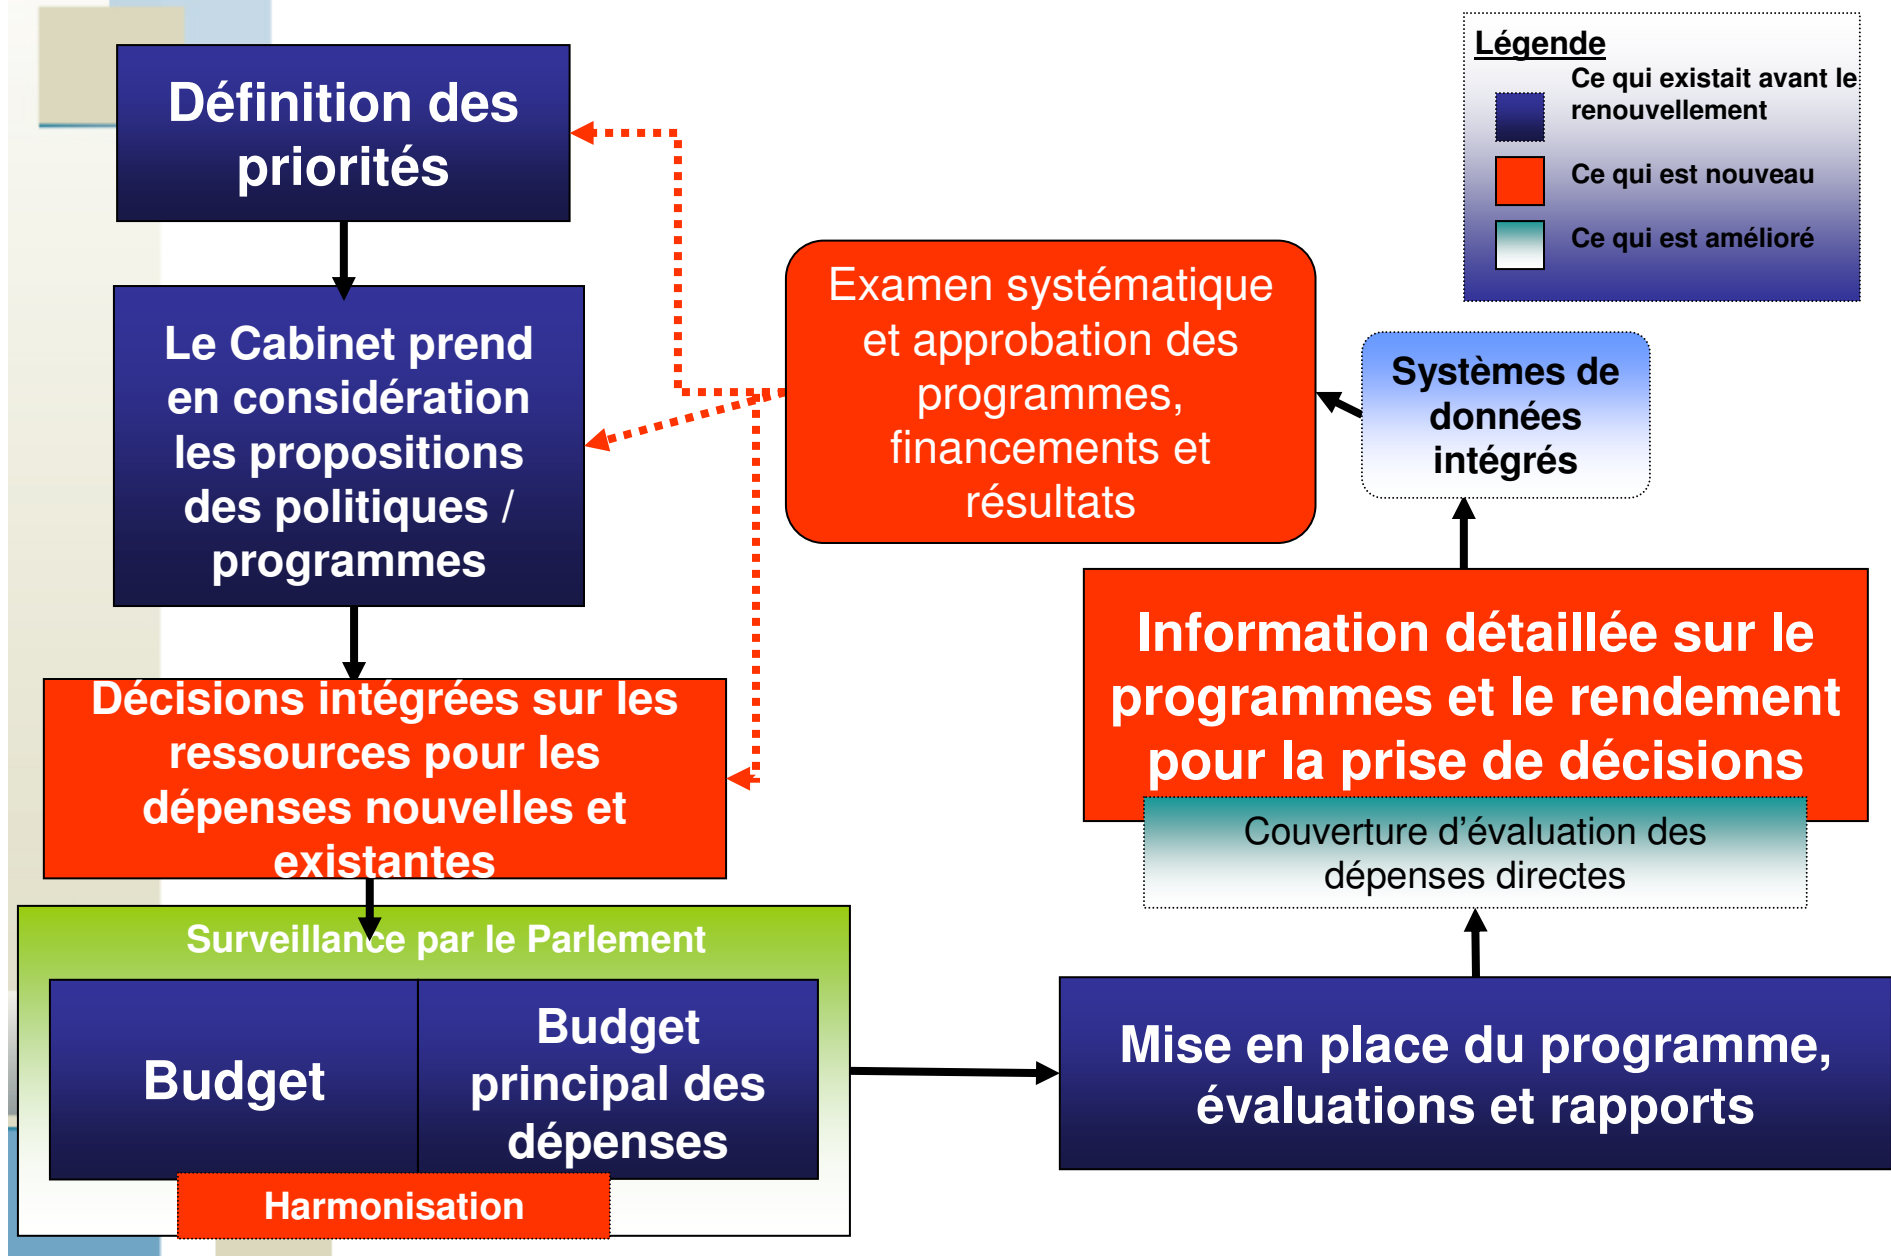 Définition des
priorités
Le Cabinet prend
en considération
les propositions
des politiques /
programmes
Décisions intégrées sur les
ressources pour les
dépenses nouvelles et
existantes
Surveillance par le Parlement
Budget
Budget
principal des
dépenses
Harmonisation
Examen systématique
et approbation des
programmes,
financements et
résultats
Légende
Ce qui existait avant le
renouvellement
Ce qui est nouveau
Ce qui est amélioré
Systèmes de
données
intégrés
Information détaillée sur le
programmes et le rendement
pour la prise de décisions
Couverture d’évaluation des
dépenses directes
Mise en place du programme,
évaluations et rapports